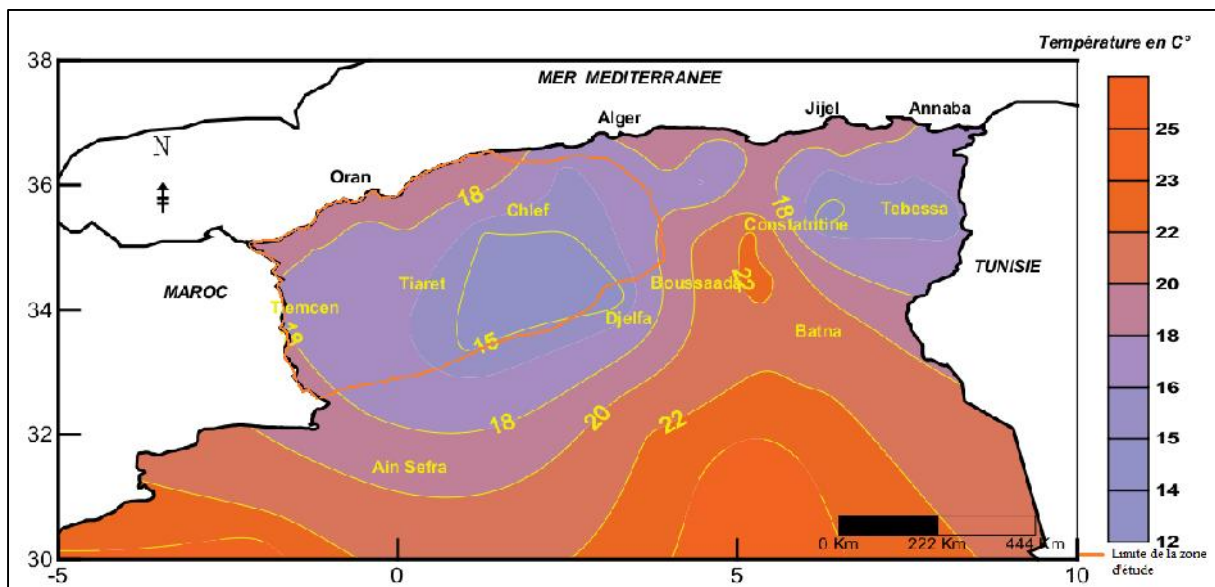 Température en C°
38
MER MEDITERRANEE
Alger
Jijel
Annaba
25
N
36
Oran
18
23
Chlef
18
Tebessa
Constatritine
22
MAROC
Tiaret
Boussaada
22
TUNISIE
20
34
Tlemcen
Djelfa
Batna
18
15
16
18
20
22
32
15
Ain Sefra
14
0 Km
222 Km
444 Km
12
30
Limite de la zone
d'étude
-5
0
5
10